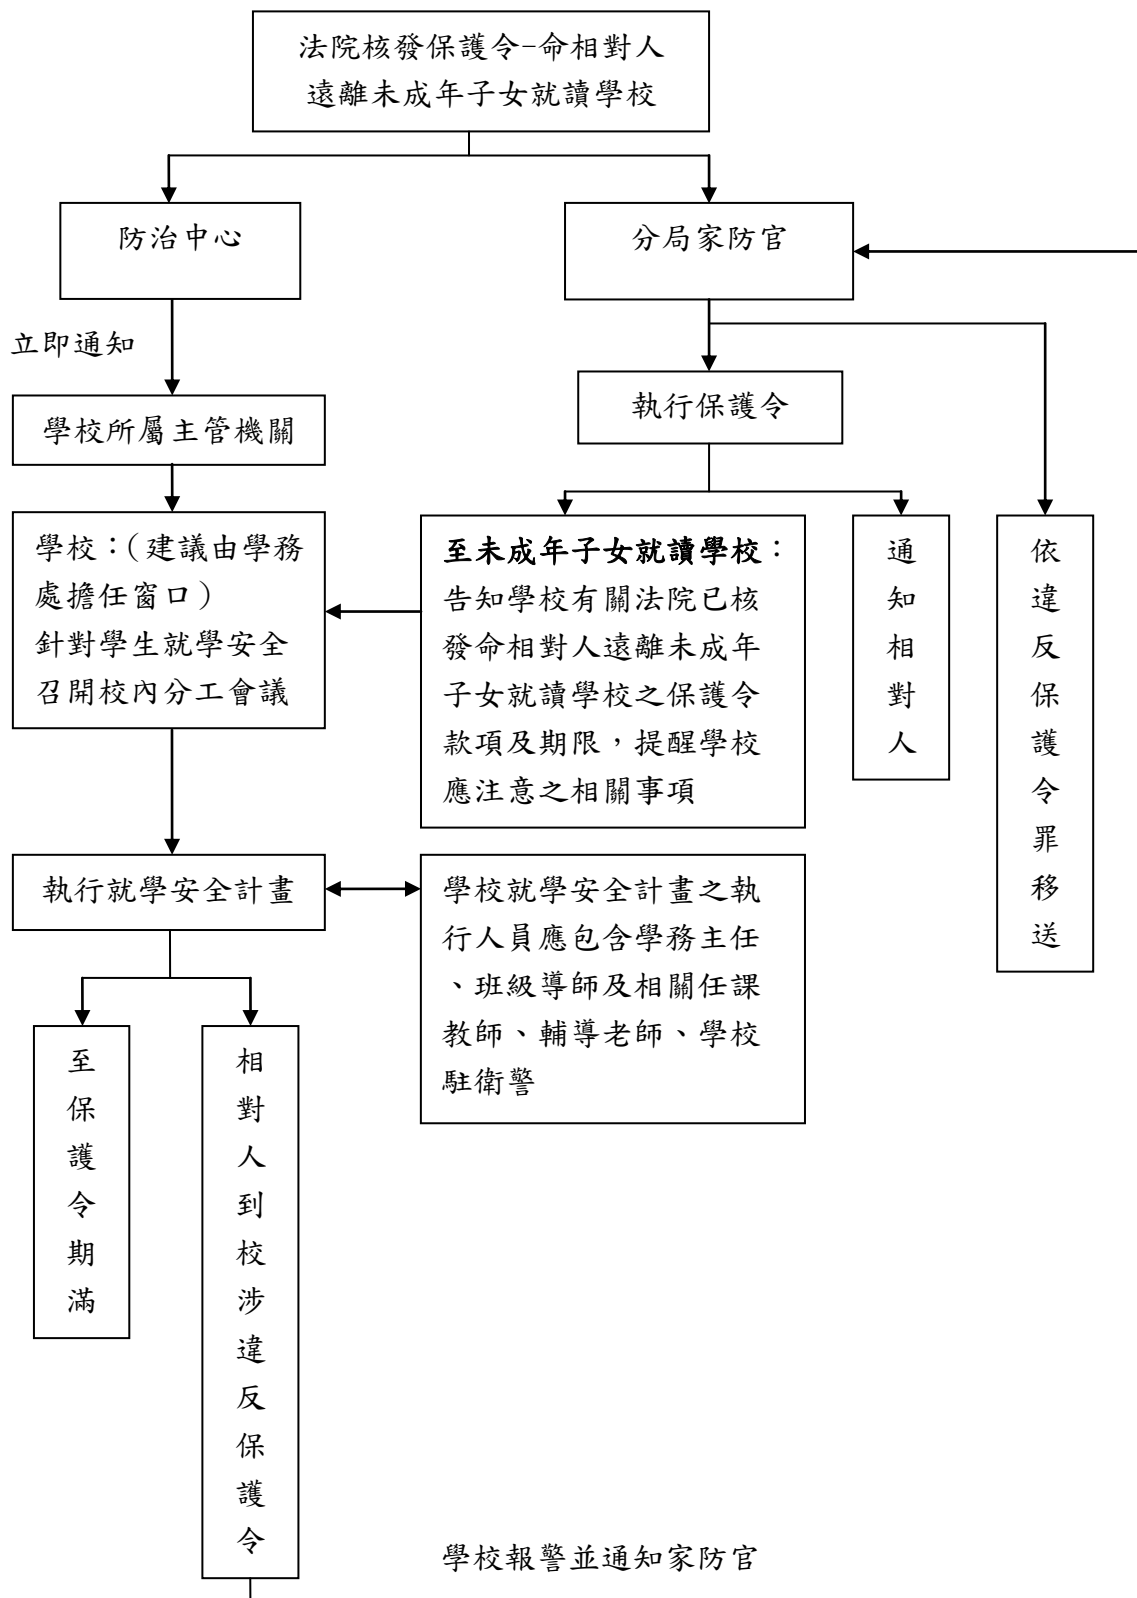 法院核發保護令-命相對人
遠離未成年子女就讀學校
防治中心
分局家防官
立即通知
學校所屬主管機關
執行保護令
學校：（建議由學務
處擔任窗口）
針對學生就學安全
召開校內分工會議
至未成年子女就讀學校：
告知學校有關法院已核
發命相對人遠離未成年
子女就讀學校之保護令
款項及期限，提醒學校
應注意之相關事項
通知相對人
依違反保護令罪移送
執行就學安全計畫
學校就學安全計畫之執
行人員應包含學務主任
、班級導師及相關任課
教師、輔導老師、學校
駐衛警
至保護令期滿
相對人到校涉違反保護令
學校報警並通知家防官